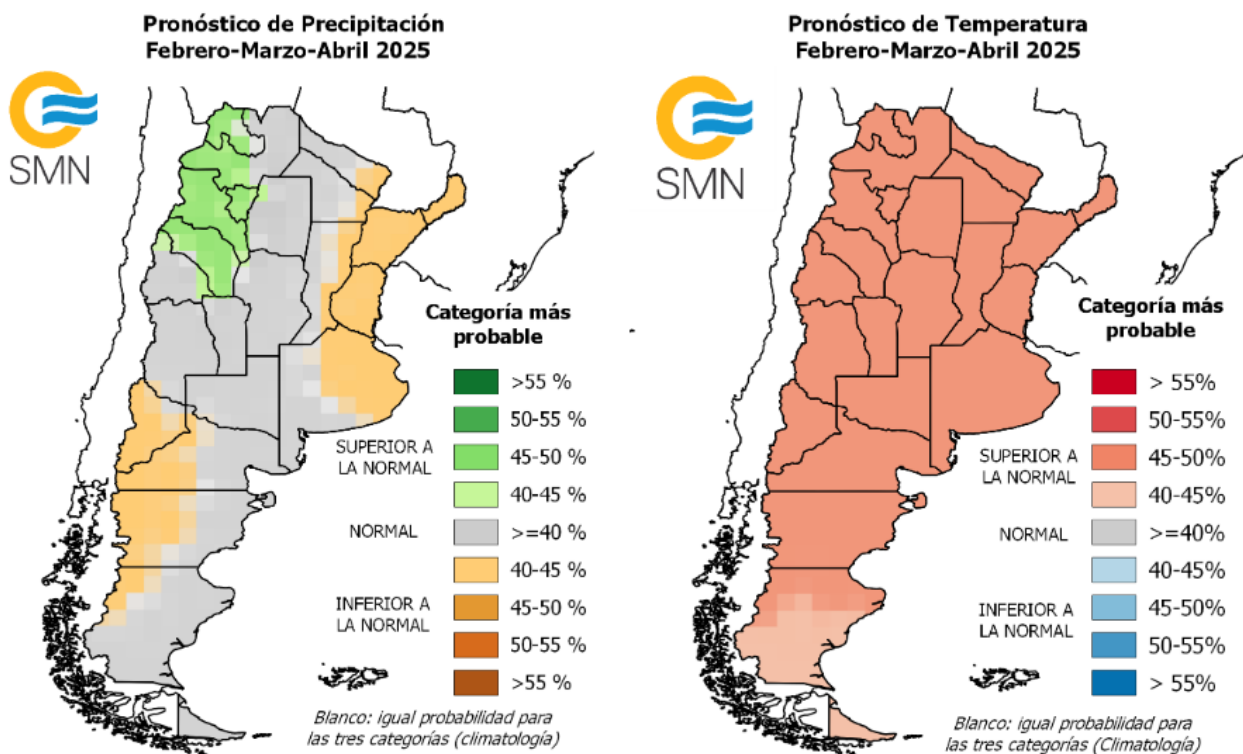 Pronóstico de Precipitación
Febrero-Marzo-Abril 2025
SMN
Categoría más
probable
>55 %
50-55 %
SUPERIOR A
LA NORMAL
45-50 %
40-45 %
NORMAL
>=40 %
40-45 %
INFERIOR A
LA NORMAL
45-50 %
50-55 %
>55 %
Blanco: igual probabilidad para
las tres categorías (climatología)
Pronóstico de Temperatura
Febrero-Marzo-Abril 2025
SMN
Categoría más
probable
> 55%
50-55%
SUPERIOR A
LA NORMAL
45-50%
40-45%
NORMAL
>=40%
40-45%
INFERIOR A
LA NORMAL
45-50%
50-55%
> 55%
Blanco: igual probabilidad para
las tres categorías (Climatología)